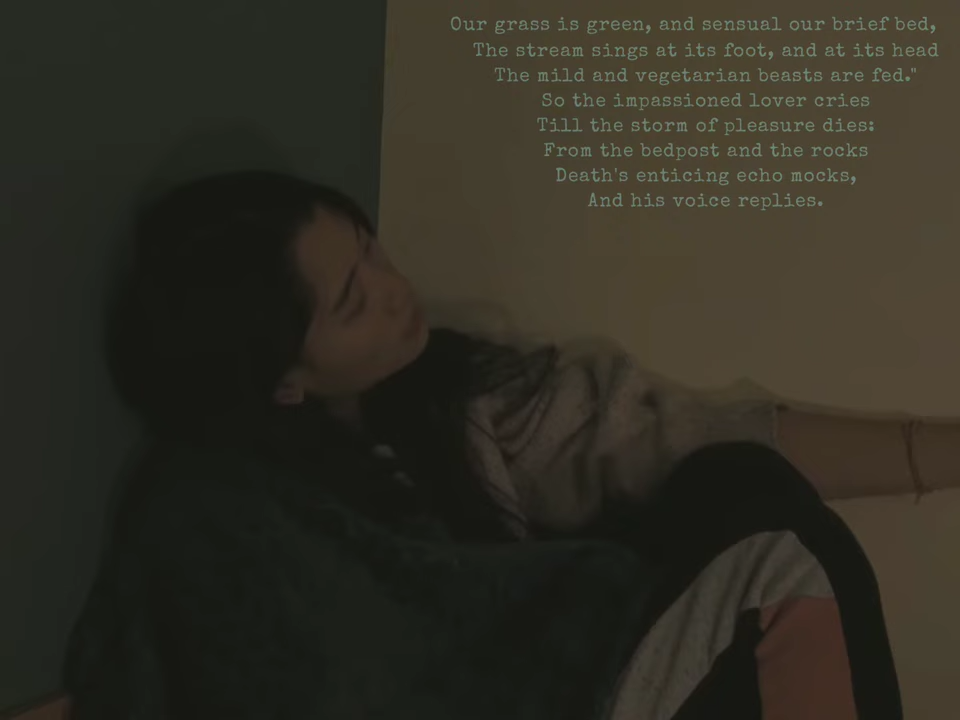 Our grass is green, and sensual our brief bed,
The stream sings at its foot, and at its head
The mild and vegetarian beasts are fed."
So the impassioned lover cries
Till the storm of pleasure dies:
From the bedpost and the rocks
Death's enticing echo mocks,
And his voice replies.